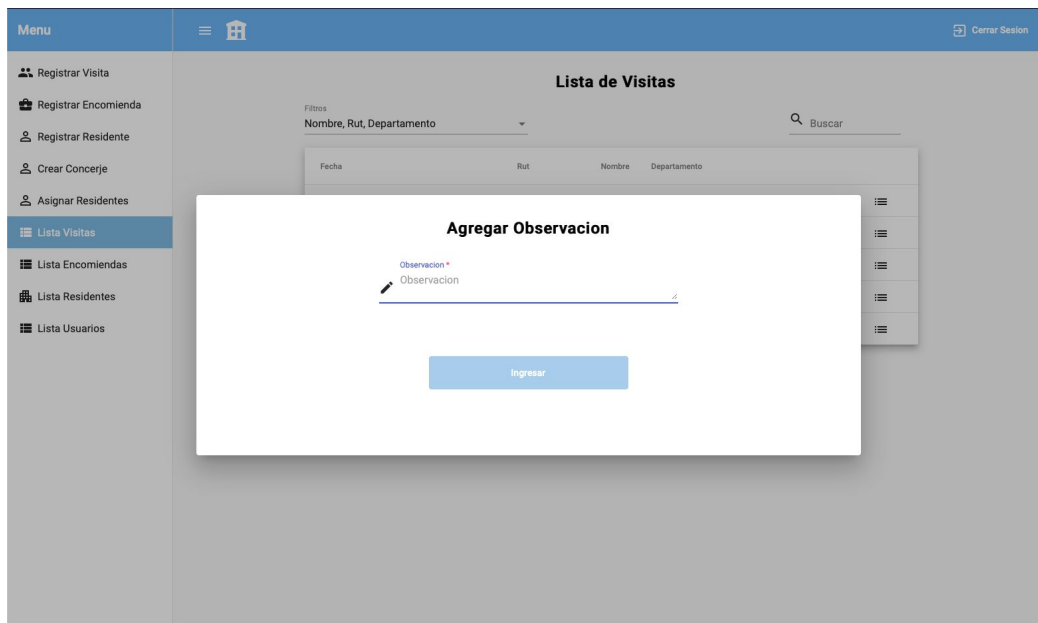 Menu
Cerrar Sesion
Registrar Visita
Registrar Encomienda
Registrar Residente
Crear Concerje
Asignar Residentes
Lista Visitas
Lista Encomiendas
Lista Residentes
Lista Usuarios
Lista de Visitas
Filtros
Nombre, Rut, Departamento
Buscar
Fecha Rut Nombre Departamento
Agregar Observacion
Observacion *
Observacion
Ingresar